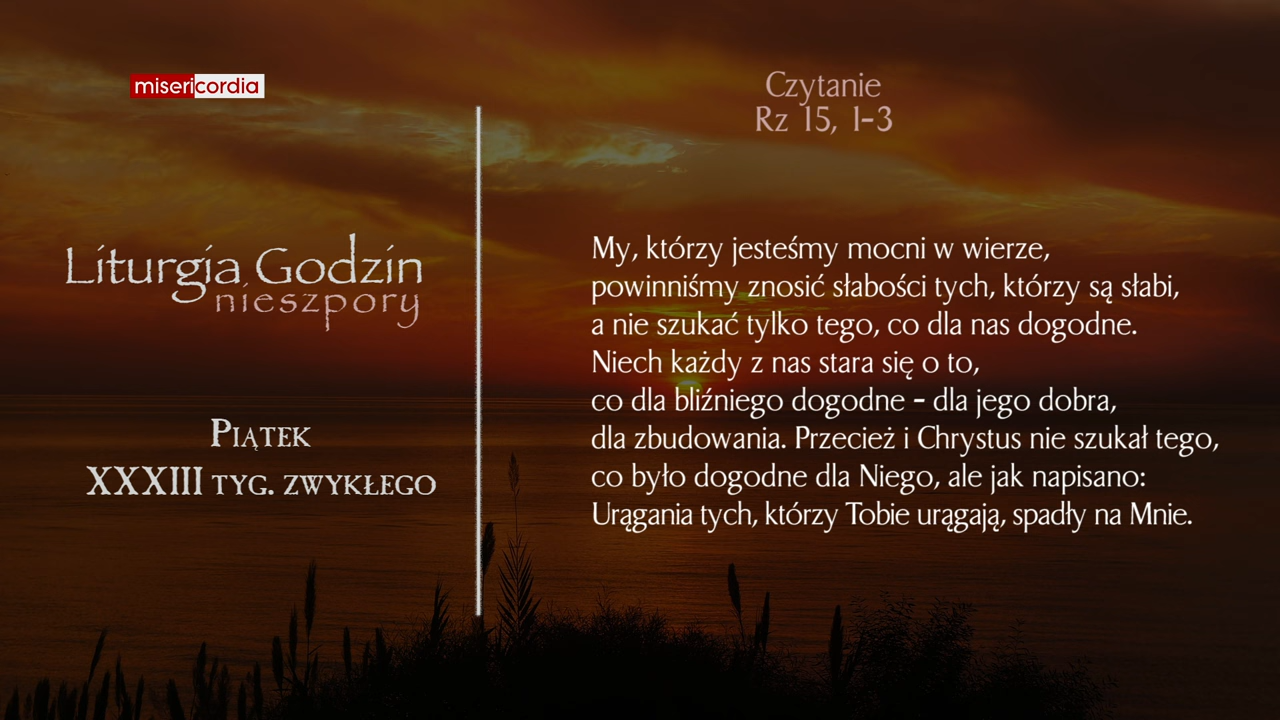 misericordia
Liturgia Godzin
nieszpory
Piątek
XXXIII tyg. zwykłego
Czytanie
Rz 15, 1-3
My, którzy jesteśmy mocni w wierze,
powinniśmy znosić słabości tych, którzy są słabi,
a nie szukać tylko tego, co dla nas dogodne.
Niech każdy z nas stara się o to,
co dla bliźniego dogodne - dla jego dobra,
dla zbudowania. Przecież i Chrystus nie szukał tego,
co było dogodne dla Niego, ale jak napisano:
Urągania tych, którzy Tobie urągają, spadły na Mnie.